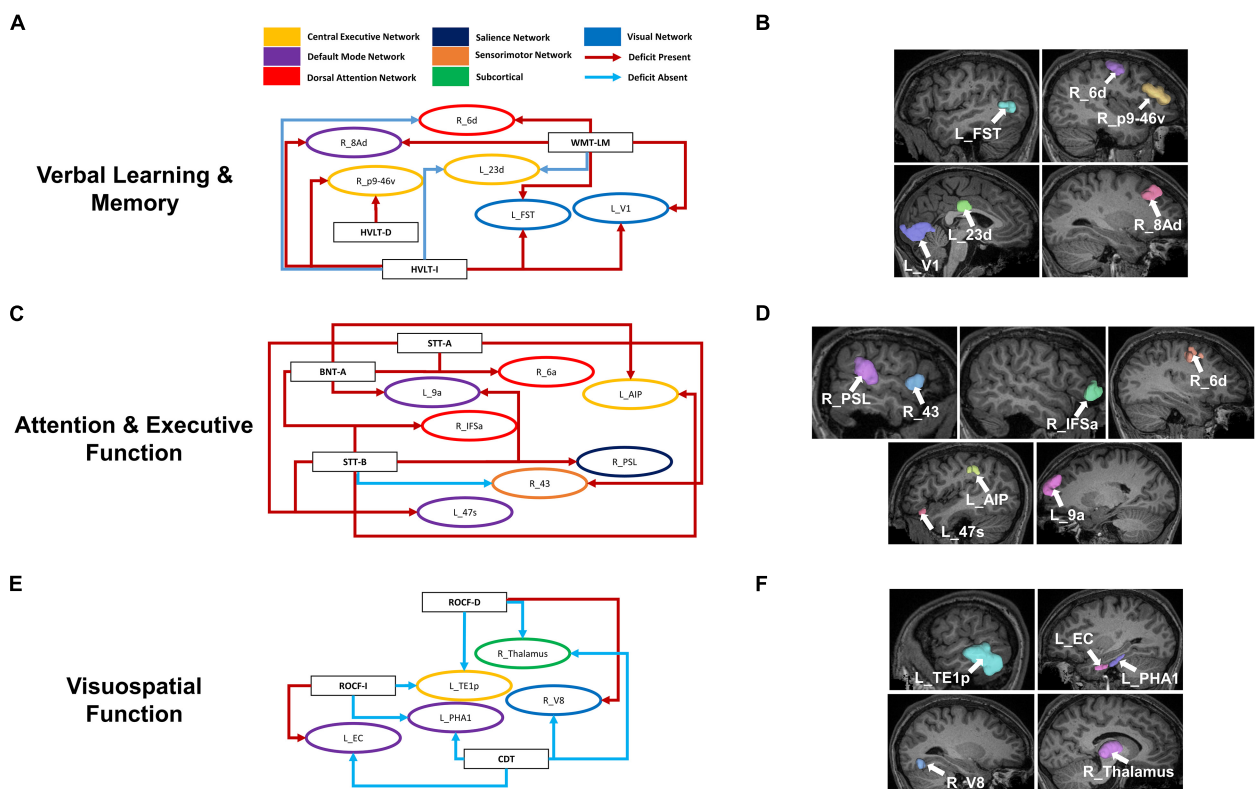 A
Central Executive Network
Salience Network
Visual Network
Default Mode Network
Sensorimotor Network
Deficit Present
Dorsal Attention Network
Subcortical
Deficit Absent
Verbal Learning &
Memory
R_6d
R_8Ad
WMT-LM
L_23d
R_p9-46v
L_FST
L_V1
HVLT-D
HVLT-I
B
R_6d
R_p9-46v
L_FST
L_23d
L_V1
R_8Ad
C
Attention & Executive
Function
STT-A
BNT-A
R_6a
L_9a
L_AIP
R_IFSa
STT-B
R_PSL
R_43
L_47s
D
R_PSL
R_43
R_IFSa
R_6d
L_AIP
L_47s
L_9a
E
Visuospatial
Function
ROCF-D
R_Thalamus
ROCF-I
L_TE1p
R_V8
L_PHA1
L_EC
CDT
F
L_TE1p
L_EC
L_PHA1
R_V8
R_Thalamus